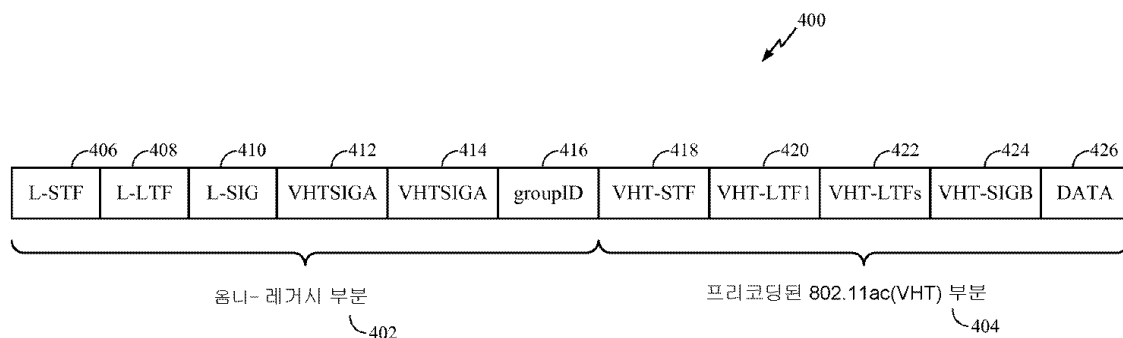 400
406 408 410 412 414 416 418 420 422 424 426
L-STF L-LTF L-SIG VHTSIGA VHTSIGA groupID VHT-STF VHT-LTF1 VHT-LTFs VHT-SIGB DATA
옴니- 레거시 부분 프리코딩된 802.11ac(VHT) 부분
402 404